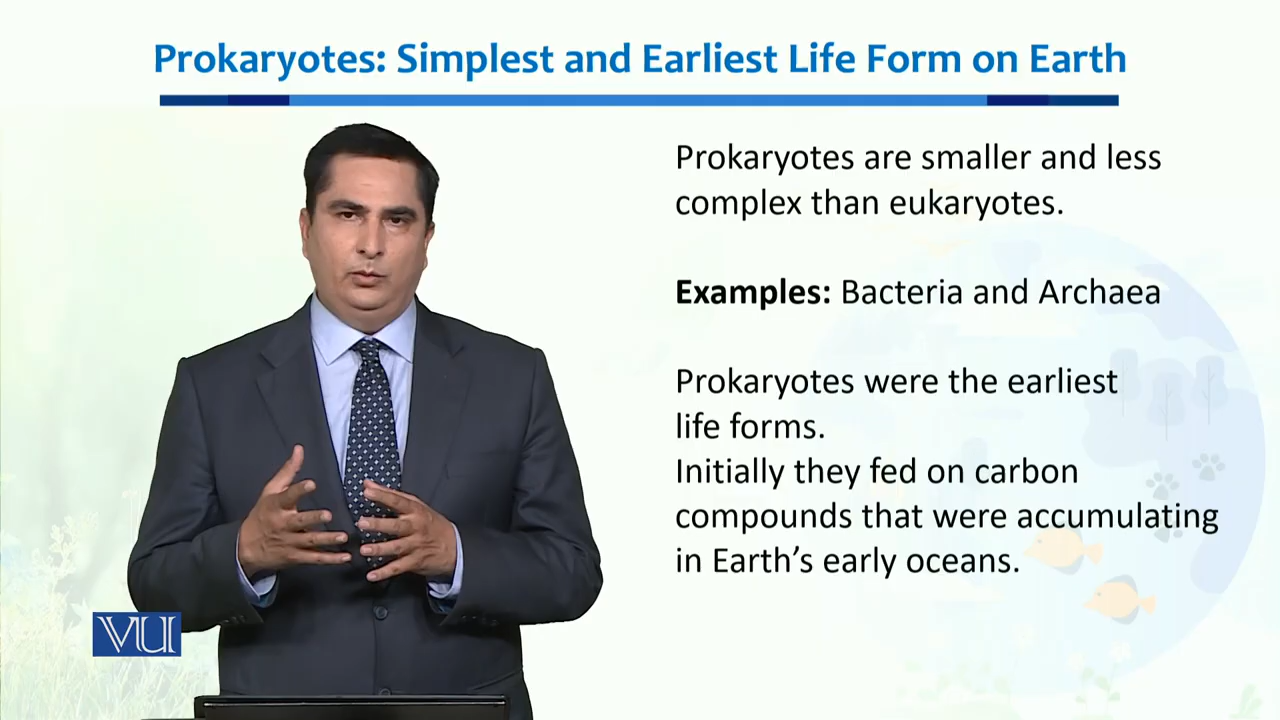 Prokaryotes: Simplest and Earliest Life Form on Earth
Prokaryotes are smaller and less
complex than eukaryotes.
Examples: Bacteria and Archaea
Prokaryotes were the earliest
life forms.
Initially they fed on carbon
compounds that were accumulating
in Earth’s early oceans.
VU